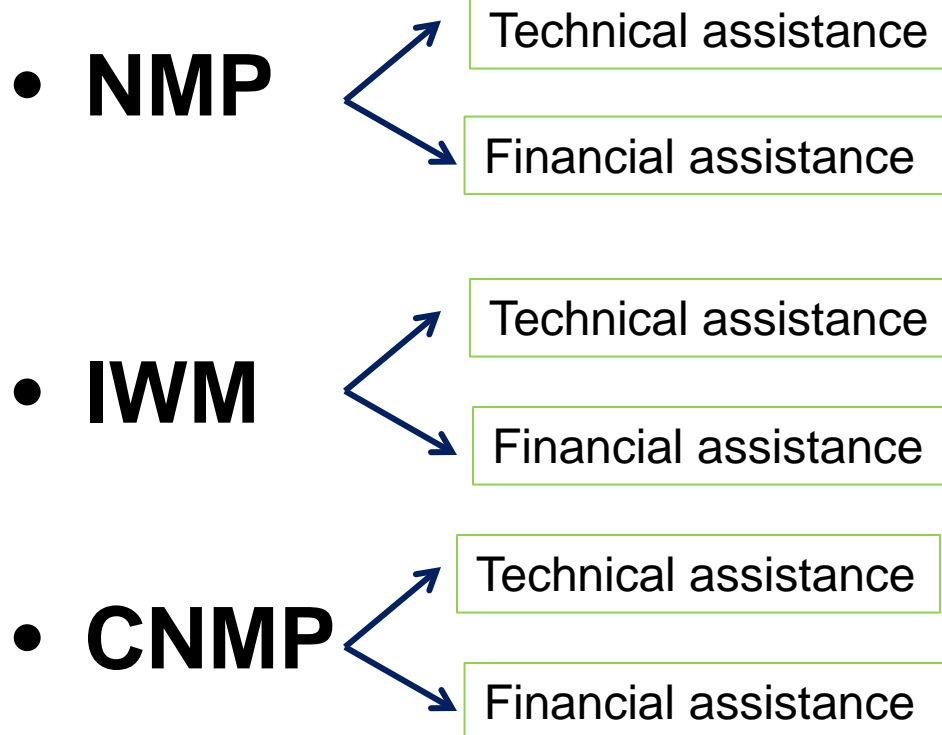 • NMP
Technical assistance
Financial assistance
• IWM
Technical assistance
Financial assistance
• CNMP
Technical assistance
Financial assistance